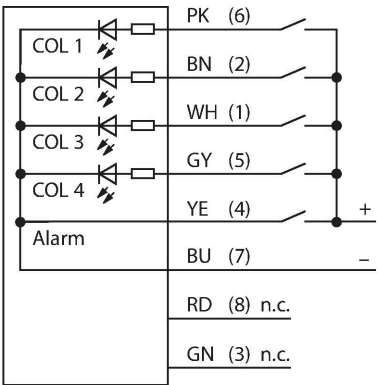 PK (6)
COL 1
BN (2)
COL 2
WH (1)
COL 3
GY (5)
COL 4
YE (4) +
Alarm
BU (7) –
RD (8) n.c.
GN (3) n.c.